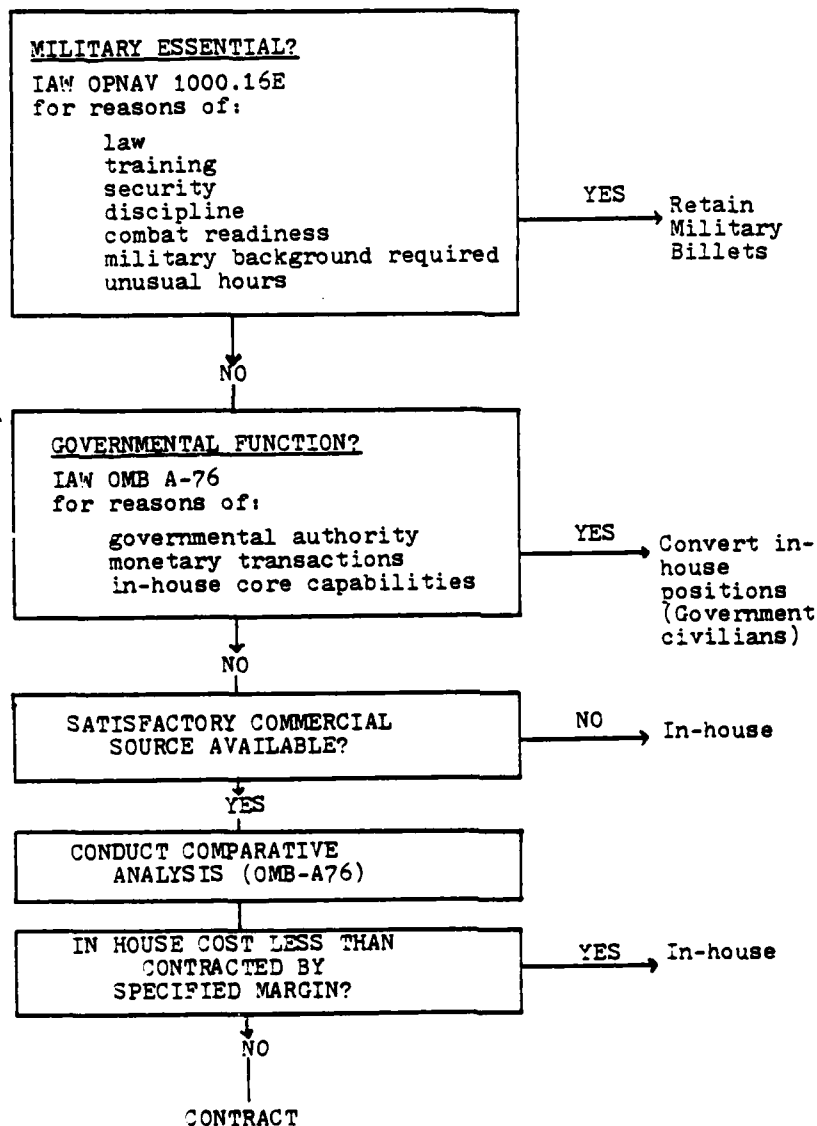 MILITARY ESSENTIAL?
IAW OPNAV 1000.16E
for reasons of:
law
training
security
discipline
combat readiness
military background required
unusual hours
YES
Retain
Military
Billets
NO
GOVERNMENTAL FUNCTION?
IAW OMB A-76
for reasons of:
governmental authority
monetary transactions
in-house core capabilities
YES
Convert in-
house
positions
(Government
civilians)
NO
SATISFACTORY COMMERCIAL
SOURCE AVAILABLE?
NO
In-house
YES
CONDUCT COMPARATIVE
ANALYSIS (OMB-A76)
IN HOUSE COST LESS THAN
CONTRACTED BY
SPECIFIED MARGIN?
YES
In-house
NO
CONTRACT